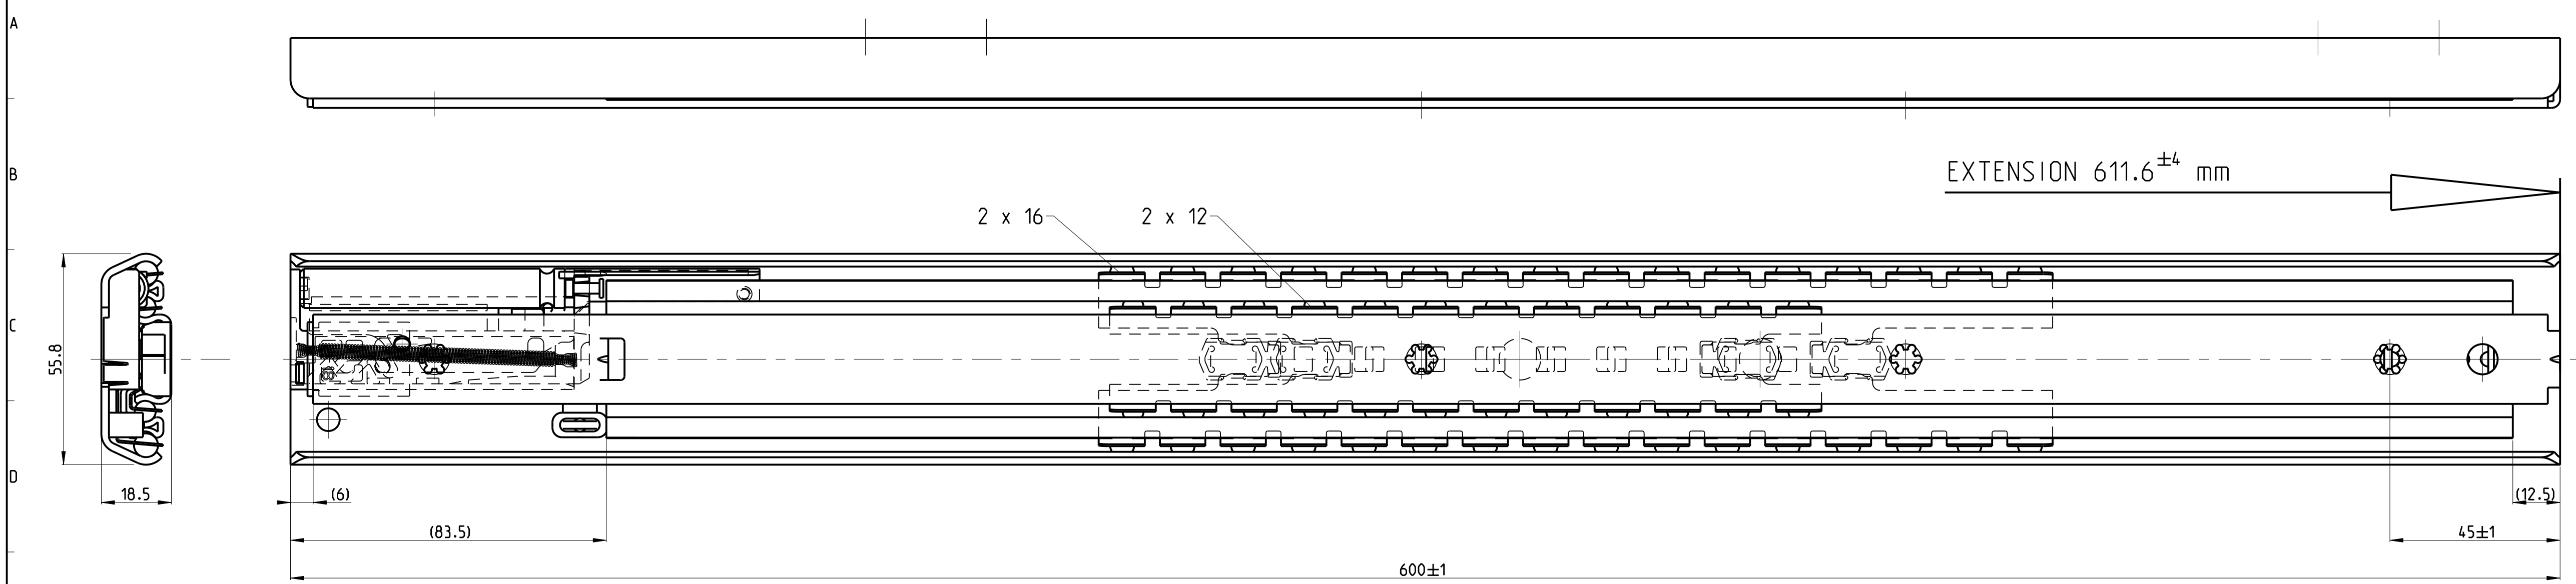 A
B
EXTENSION 611.6±4 mm
2 x 16
2 x 12
C
55.8
D
18.5
(6)
(12.5)
(83.5)
45±1
600±1